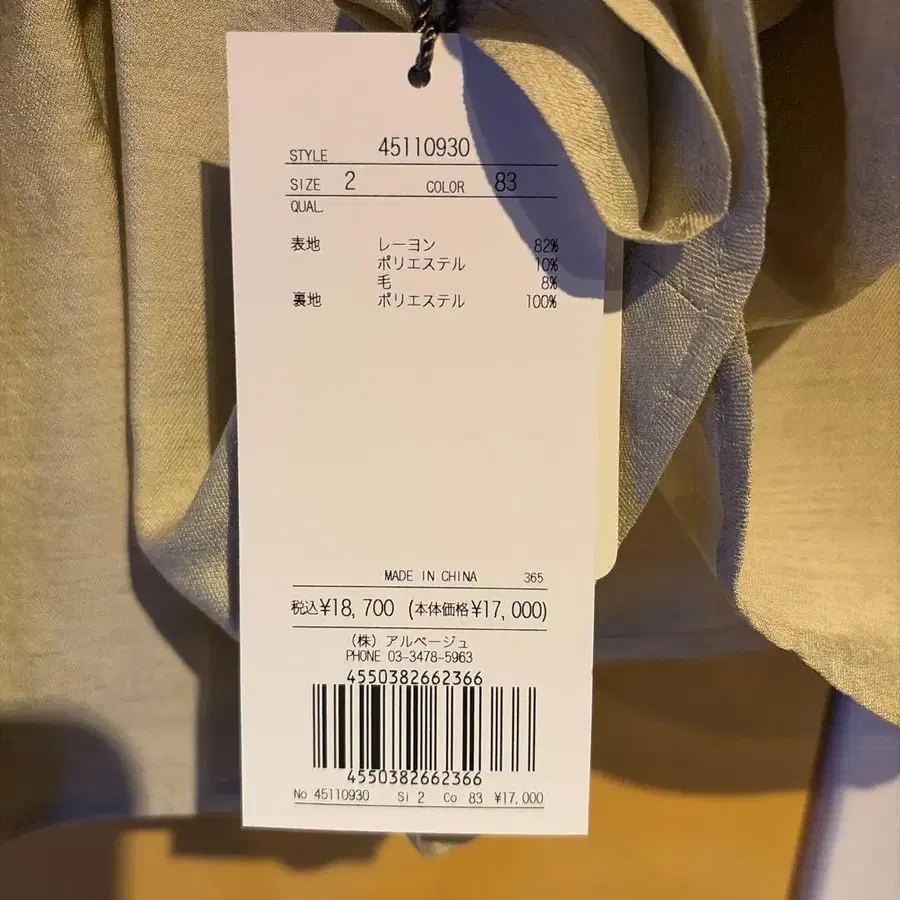 STYLE 45110930
SIZE 2 COLOR 83
QUAL.
表地 レーヨン 82%
ポリエステル 10%
毛 8%
裏地 ポリエステル 100%
MADE IN CHINA 365
税込¥18,700 (本体価格¥17,000)
(株) アルページュ
PHONE 03-3478-5963
4550382662366
4550382662366
No 45110930 Si 2 Co 83 ¥17,000